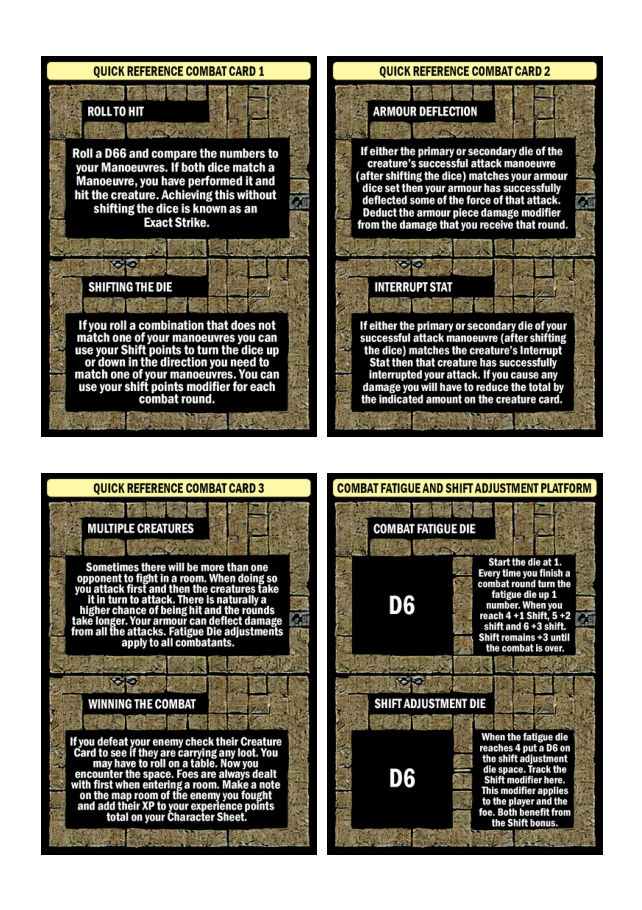 QUICK REFERENCE COMBAT CARD 1
ROLL TO HIT
Roll a D66 and compare the numbers to
your Manoeuvres. If both dice match a
Manoeuvre, you have performed it and
hit the creature. Achieving this without
shifting the dice is known as an
Exact Strike.
SHIFTING THE DIE
If you roll a combination that does not
match one of your manoeuvres you can
use your Shift points to turn the dice up
or down in the direction you need to
match one of your manoeuvres. You can
use your shift points modifier for each
combat round.
QUICK REFERENCE COMBAT CARD 2
ARMOUR DEFLECTION
If either the primary or secondary die of the
creature's successful attack manoeuvre
(after shifting the dice) matches your armour
dice set then your armour has successfully
deflected some of the force of that attack.
Deduct the armour piece damage modifier
from the damage that you receive that round.
INTERRUPT STAT
If either the primary or secondary die of your
successful attack manoeuvre (after shifting
the dice) matches the creature's Interrupt
Stat then that creature has successfully
interrupted your attack. If you cause any
damage you will have to reduce the total by
the indicated amount on the creature card.
QUICK REFERENCE COMBAT CARD 3
MULTIPLE CREATURES
Sometimes there will be more than one
opponent to fight in a room. When doing so
you attack first and then the creatures take
it in turn to attack. There is naturally a
higher chance of being hit and the rounds
take longer. Your armour can deflect damage
from all the attacks. Fatigue Die adjustments
apply to all combatants.
WINNING THE COMBAT
If you defeat your enemy check their Creature
Card to see if they are carrying any loot. You
may have to roll on a table. Now you
encounter the space. Foes are always dealt
with first when entering a room. Make a note
on the map room of the enemy you fought
and add their XP to your experience points
total on your Character Sheet.
COMBAT FATIGUE AND SHIFT ADJUSTMENT PLATFORM
COMBAT FATIGUE DIE
D6
Start the die at 1.
Every time you finish a
combat round turn the
fatigue die up 1
number. When you
reach 4 +1 Shift, 5 +2
shift and 6 +3 shift.
Shift remains +3 until
the combat is over.
SHIFT ADJUSTMENT DIE
D6
When the fatigue die
reaches 4 put a D6 on
the shift adjustment
die space. Track the
Shift modifier here.
This modifier applies
to the player and the
foe. Both benefit from
the Shift bonus.